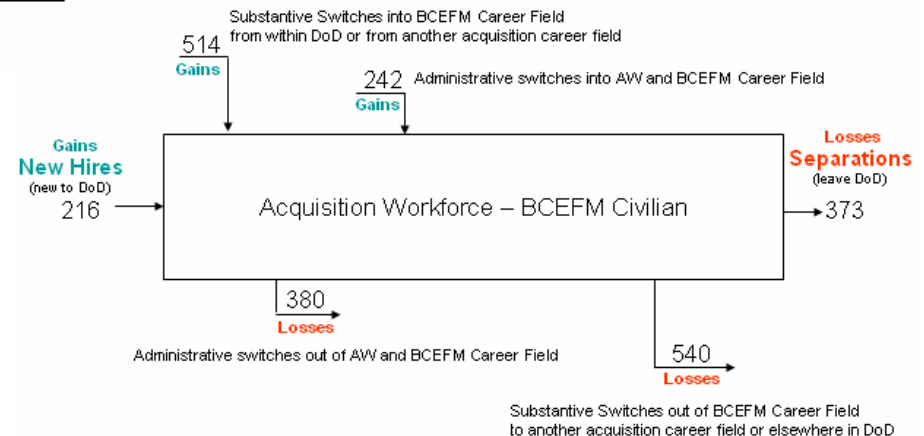 Substantive Switches into BCEFM Career Field
from within DoD or from another acquisition career field
514
Gains
242
Administrative switches into AW and BCEFM Career Field
Gains
Gains
New Hires
(new to DoD)
216
Acquisition Workforce – BCEFM Civilian
Losses
Separations
(leave DoD)
373
380
Losses
Administrative switches out of AW and BCEFM Career Field
540
Losses
Substantive Switches out of BCEFM Career Field
to another acquisition career field or elsewhere in DoD